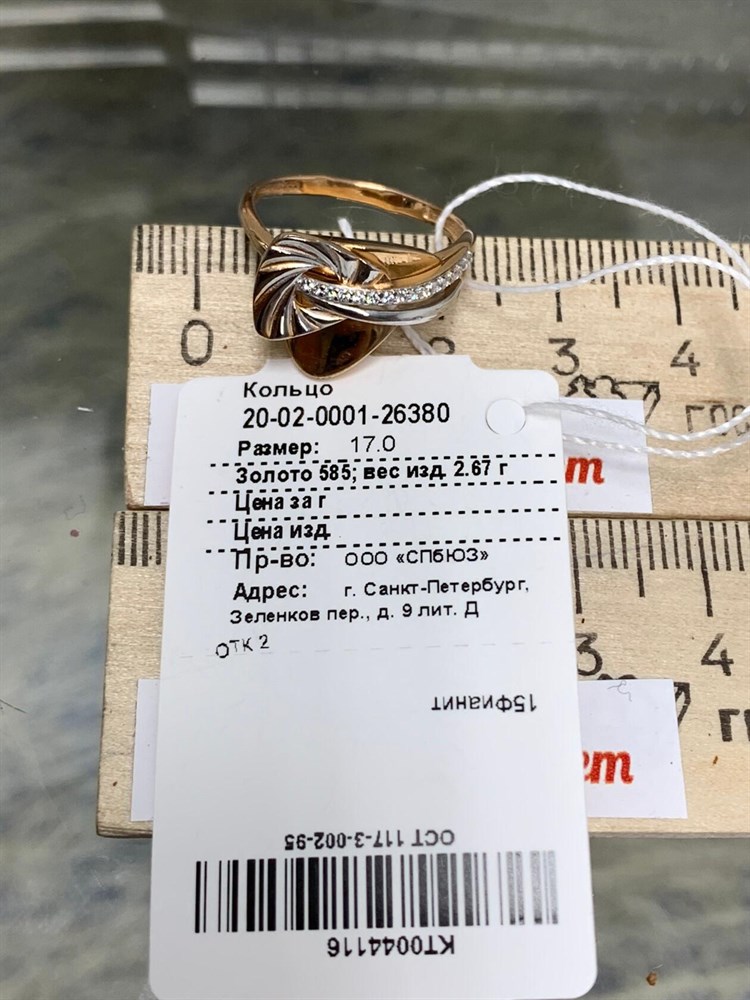 0 3 4
ГОС
Кольцо
20-02-0001-26380
Размер: 17.0
Золото 585; вес изд. 2.67 г
Цена за г
Цена изд.
Пр-во: ООО «СПбЮЗ»
Адрес: г. Санкт-Петербург,
Зеленков пер., д. 9 лит. Д
ОТК 2
15Фианит
ОСТ 117-3-002-95
КТ0044116
3 4